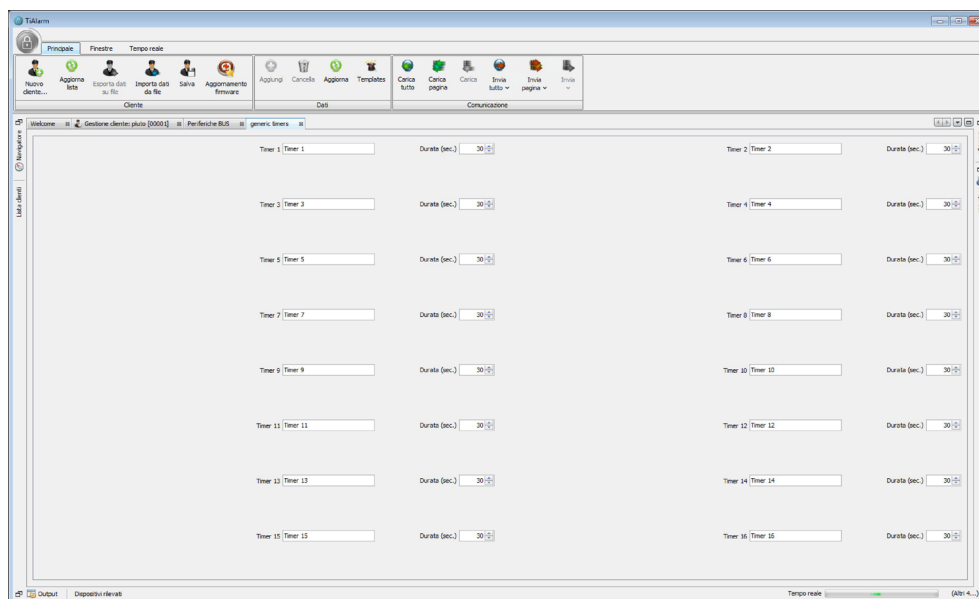 TiAlarm
Principale Finestre Tempo reale
Nuovo cliente... Aggiorna lista Esporta dati su file Importa dati da file Salva Aggiornamento firmware Aggiungi Cancella Aggiorna Templates Carica tutto Carica pagina Carica Invia tutto Invia pagina Invia
Cliente Dati Comunicazione
Welcome Gestione cliente: pluto [00001] Periferiche BUS generic timers
Navigatore
Lista clienti
Timer 1 Timer 1 Durata (sec.) 30 Timer 2 Timer 2 Durata (sec.) 30
Timer 3 Timer 3 Durata (sec.) 30 Timer 4 Timer 4 Durata (sec.) 30
Timer 5 Timer 5 Durata (sec.) 30 Timer 6 Timer 6 Durata (sec.) 30
Timer 7 Timer 7 Durata (sec.) 30 Timer 8 Timer 8 Durata (sec.) 30
Timer 9 Timer 9 Durata (sec.) 30 Timer 10 Timer 10 Durata (sec.) 30
Timer 11 Timer 11 Durata (sec.) 30 Timer 12 Timer 12 Durata (sec.) 30
Timer 13 Timer 13 Durata (sec.) 30 Timer 14 Timer 14 Durata (sec.) 30
Timer 15 Timer 15 Durata (sec.) 30 Timer 16 Timer 16 Durata (sec.) 30
Output Dispositivi rilevati Tempo reale (Altri 4...)